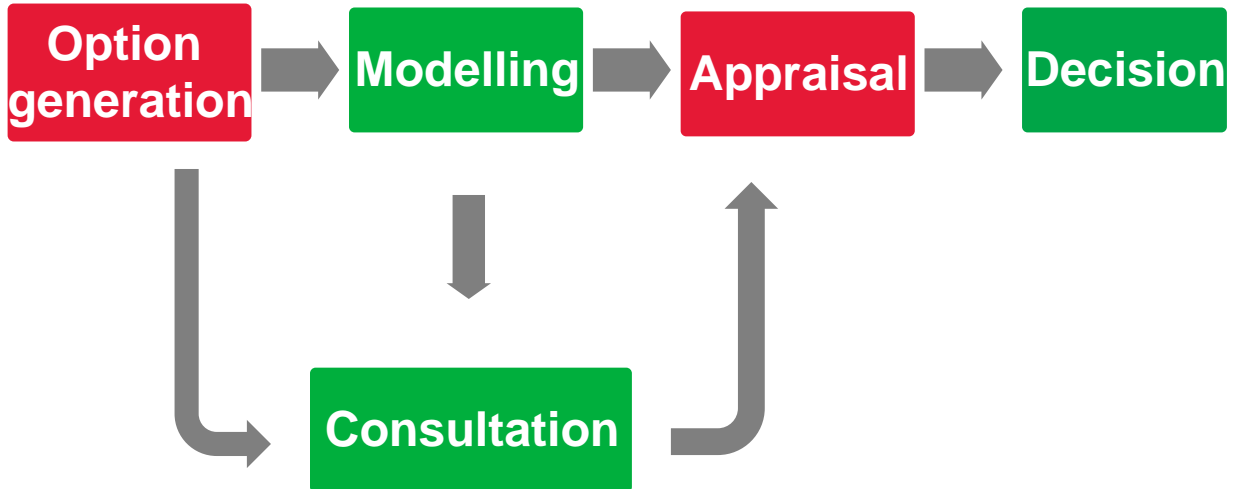 Option
generation
Modelling
Appraisal
Decision
Consultation